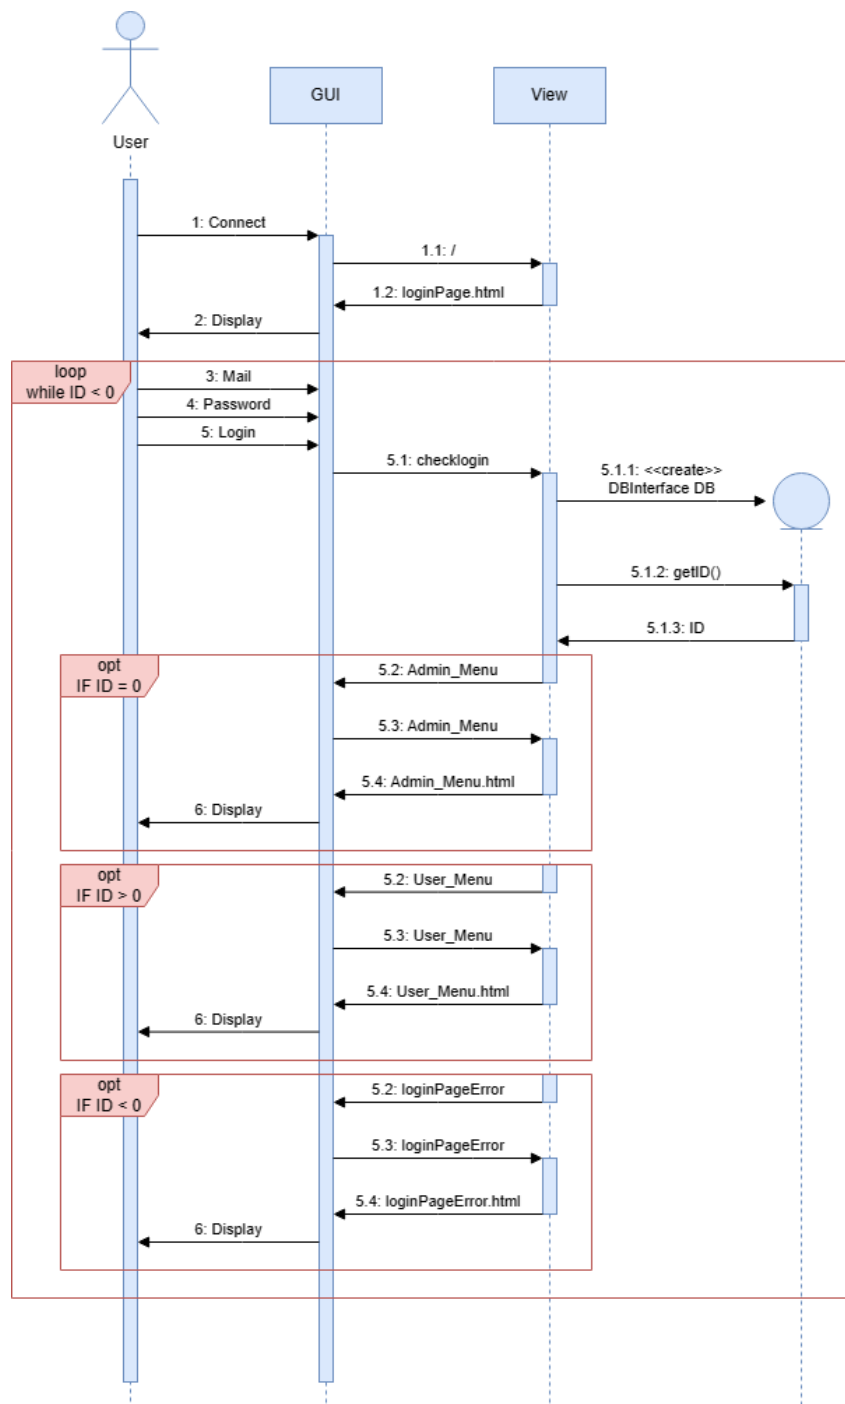 GUI
View
User
1: Connect
1.1: /
1.2: loginPage.html
2: Display
loop
while ID < 0
3: Mail
4: Password
5: Login
5.1: checklogin
5.1.1: <<create>>
DBInterface DB
5.1.2: getID()
5.1.3: ID
opt
IF ID = 0
5.2: Admin_Menu
5.3: Admin_Menu
5.4: Admin_Menu.html
6: Display
opt
IF ID > 0
5.2: User_Menu
5.3: User_Menu
5.4: User_Menu.html
6: Display
opt
IF ID < 0
5.2: loginPageError
5.3: loginPageError
5.4: loginPageError.html
6: Display